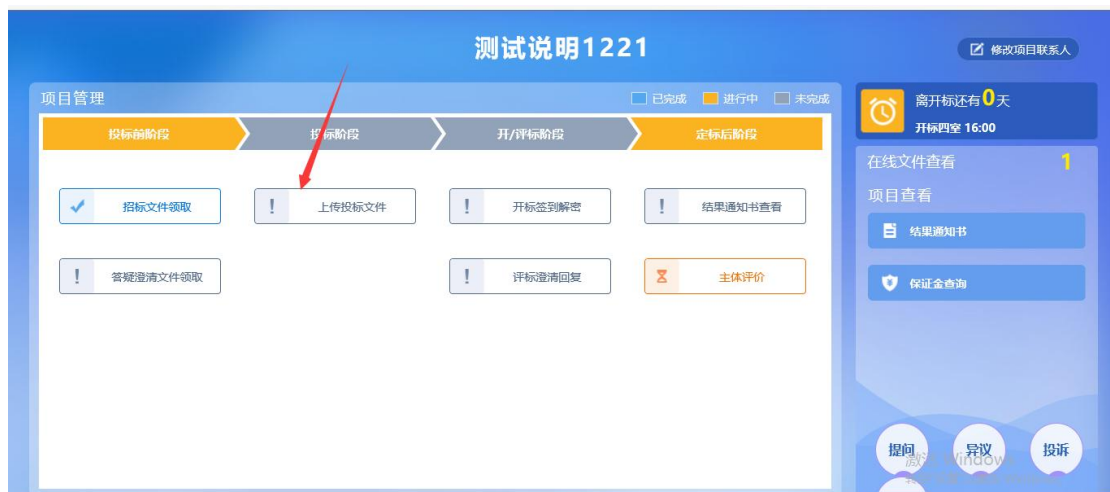 测试说明1221
修改项目联系人
项目管理
已完成 进行中 未完成
投标前阶段 投标阶段 开/评标阶段 定标后阶段
招标文件领取 上传投标文件 开标签到解密 结果通知书查看
答疑澄清文件领取 评标澄清回复 主体评价
离开标还有0天
开标四室 16:00
在线文件查看 1
项目查看
结果通知书
保证金查询
提问 异议 投诉
激活 Windows